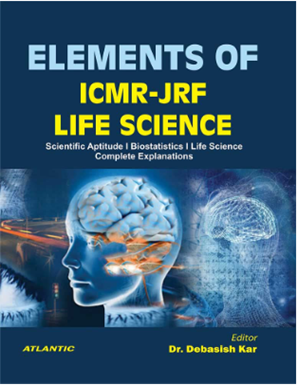 ELEMENTS OF
ICMR-JRF
LIFE SCIENCE
Scientific Aptitude I Biostatistics I Life Science
Complete Explanations
Editor
Dr. Debasish Kar
ATLANTIC